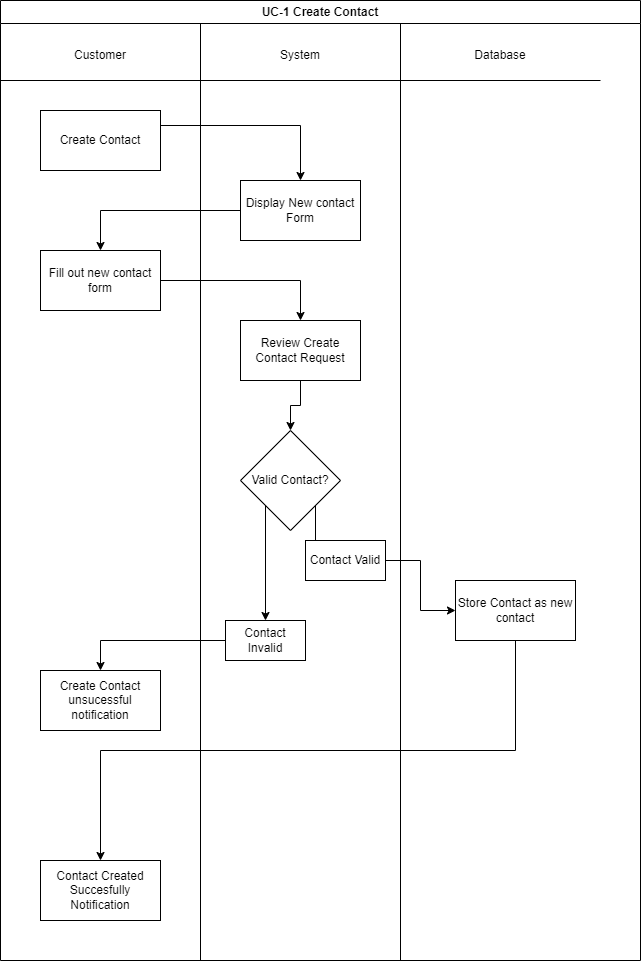 UC-1 Create Contact
Customer
System
Database
Create Contact
Display New contact
Form
Fill out new contact
form
Review Create
Contact Request
Valid Contact?
Contact Valid
Store Contact as new
contact
Contact
Invalid
Create Contact
unsucessful
notification
Contact Created
Succesfully
Notification